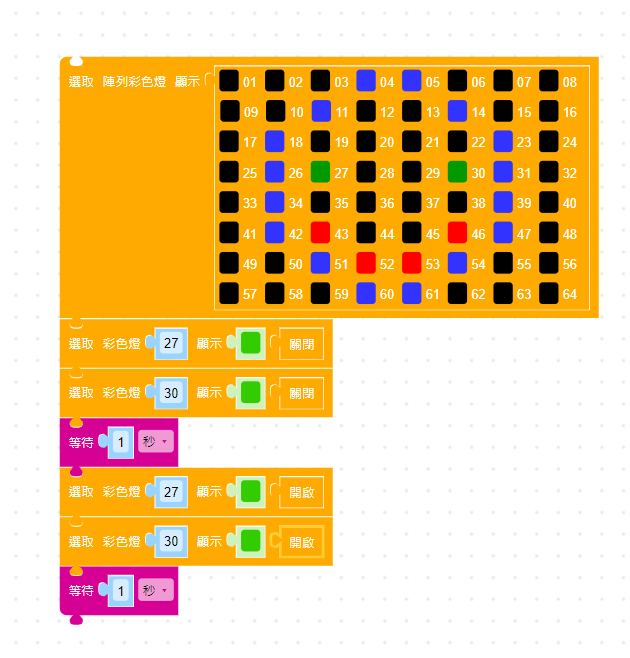 選取 陣列彩色燈 顯示 01 02 03 04 05 06 07 08
09 10 11 12 13 14 15 16
17 18 19 20 21 22 23 24
25 26 27 28 29 30 31 32
33 34 35 36 37 38 39 40
41 42 43 44 45 46 47 48
49 50 51 52 53 54 55 56
57 58 59 60 61 62 63 64
選取 彩色燈 27 顯示 關閉
選取 彩色燈 30 顯示 關閉
等待 1 秒
選取 彩色燈 27 顯示 開啟
選取 彩色燈 30 顯示 開啟
等待 1 秒